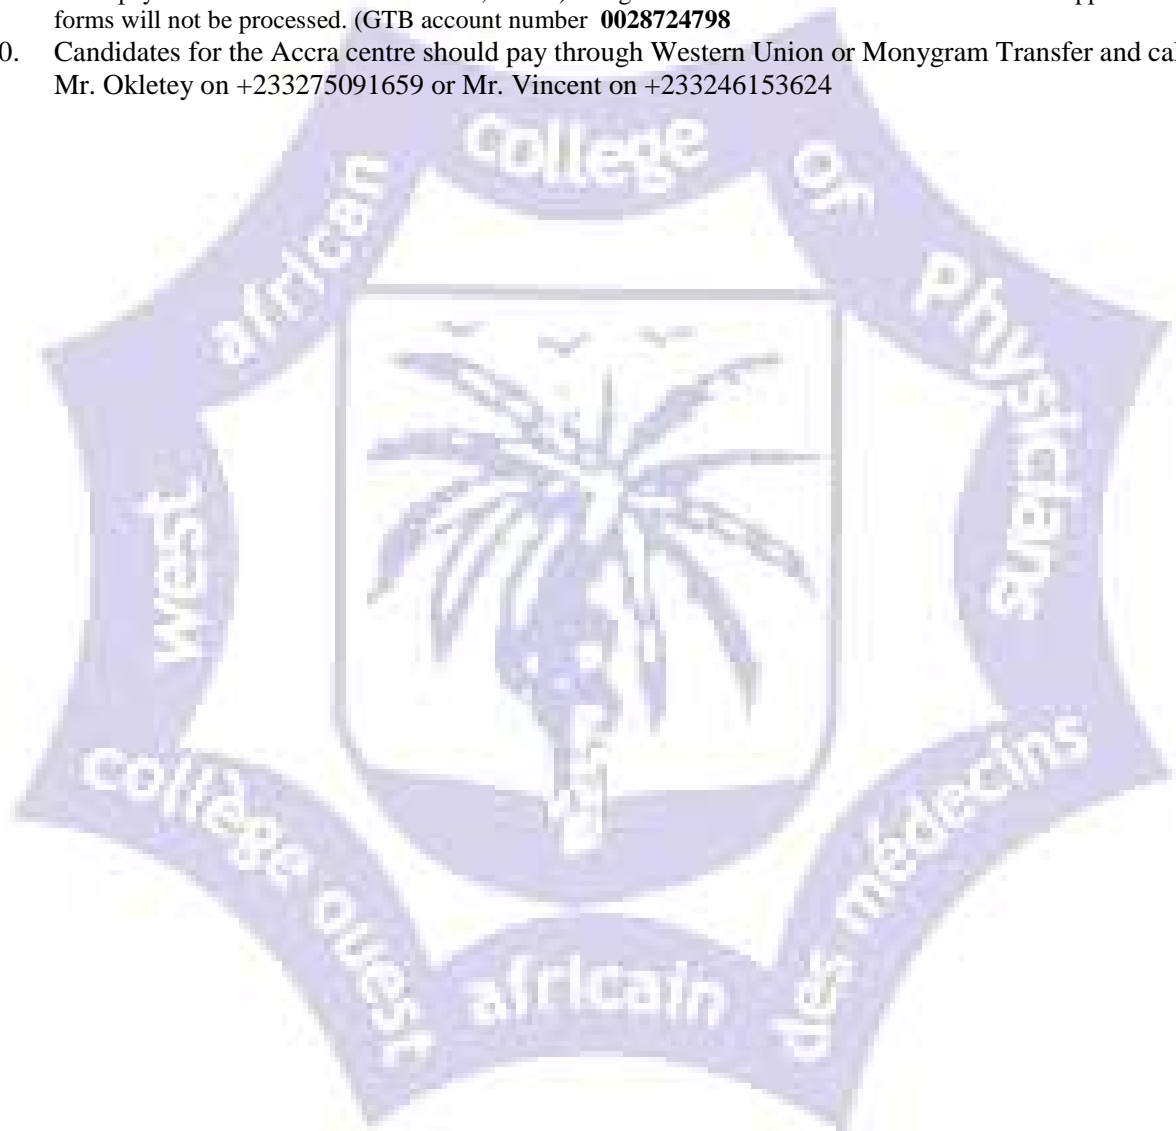 forms will not be processed. (GTB account number 0028724798
0. Candidates for the Accra centre should pay through Western Union or Monygram Transfer and cal
Mr. Okletey on +233275091659 or Mr. Vincent on +233246153624
west african college of Physicians
collège ouest africain des médecins